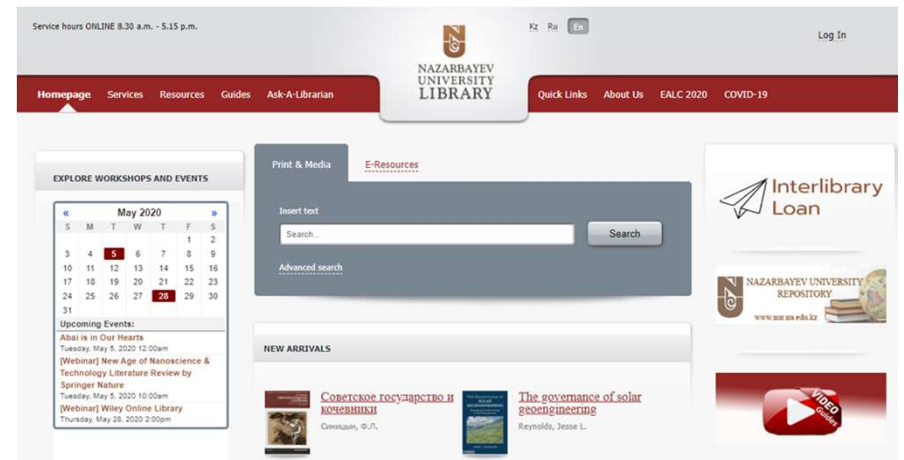 Service hours ONLINE 8.30 a.m. - 5.15 p.m.
Kz Ru En
Log In
NAZARBAYEV
UNIVERSITY
LIBRARY
Homepage Services Resources Guides Ask-A-Librarian Quick Links About Us EALC 2020 COVID-19
EXPLORE WORKSHOPS AND EVENTS
« May 2020 »
S M T W T F S
1 2
3 4 5 6 7 8 9
10 11 12 13 14 15 16
17 18 19 20 21 22 23
24 25 26 27 28 29 30
31
Upcoming Events:
Abai is in Our Hearts
Tuesday, May 5, 2020 12:00am
[Webinar] New Age of Nanoscience &
Technology Literature Review by
Springer Nature
Tuesday, May 5, 2020 10:00am
[Webinar] Wiley Online Library
Thursday, May 28, 2020 2:00pm
Print & Media E-Resources
Insert text
Search...
Search
Advanced search
NEW ARRIVALS
Советское государство и
кочевники
Синицын, Ф.Л.
The governance of solar
geoengineering
Reynolds, Jesse L.
Interlibrary
Loan
NAZARBAYEV UNIVERSITY
REPOSITORY
www.nur.nu.edu.kz
VIDEO
GUIDES